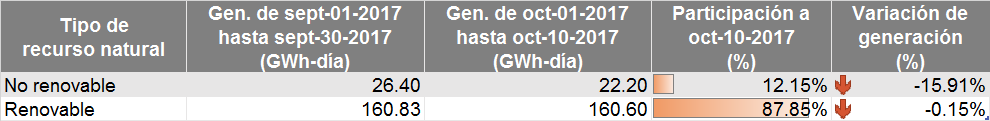 Tipo de
recurso natural
Gen. de sept-01-2017
hasta sept-30-2017
(GWh-día)
Gen. de oct-01-2017
hasta oct-10-2017
(GWh-día)
Participación a
oct-10-2017
(%)
Variación de
generación
(%)
No renovable 26.40 22.20 12.15% -15.91%
Renovable 160.83 160.60 87.85% -0.15%